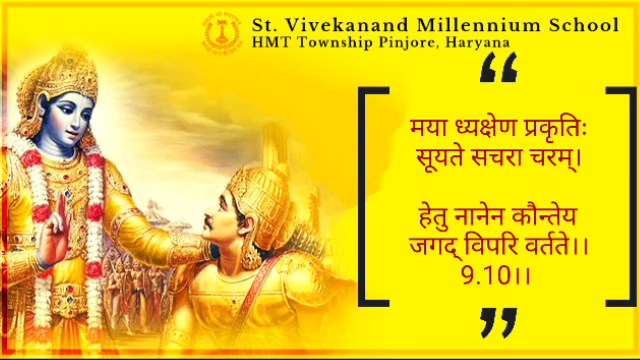 St. Vivekanand Millennium School
HMT Township Pinjore, Haryana
मया ध्यक्षेण प्रकृतिः
सूयते सचरा चरम्।
हेतु नानेन कौन्तेय
जगद् विपरि वर्तते।।
9.10।।